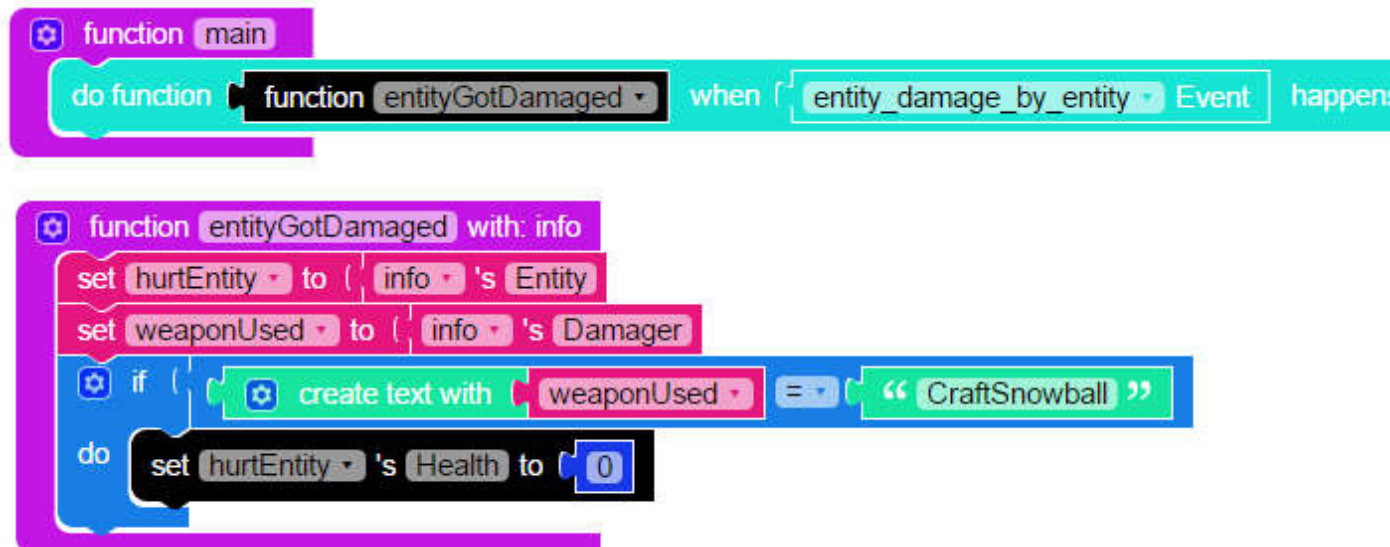 function main
do function function entityGotDamaged when entity_damage_by_entity Event happens
function entityGotDamaged with: info
set hurtEntity to info 's Entity
set weaponUsed to info 's Damager
if create text with weaponUsed = “ CraftSnowball ”
do set hurtEntity 's Health to 0